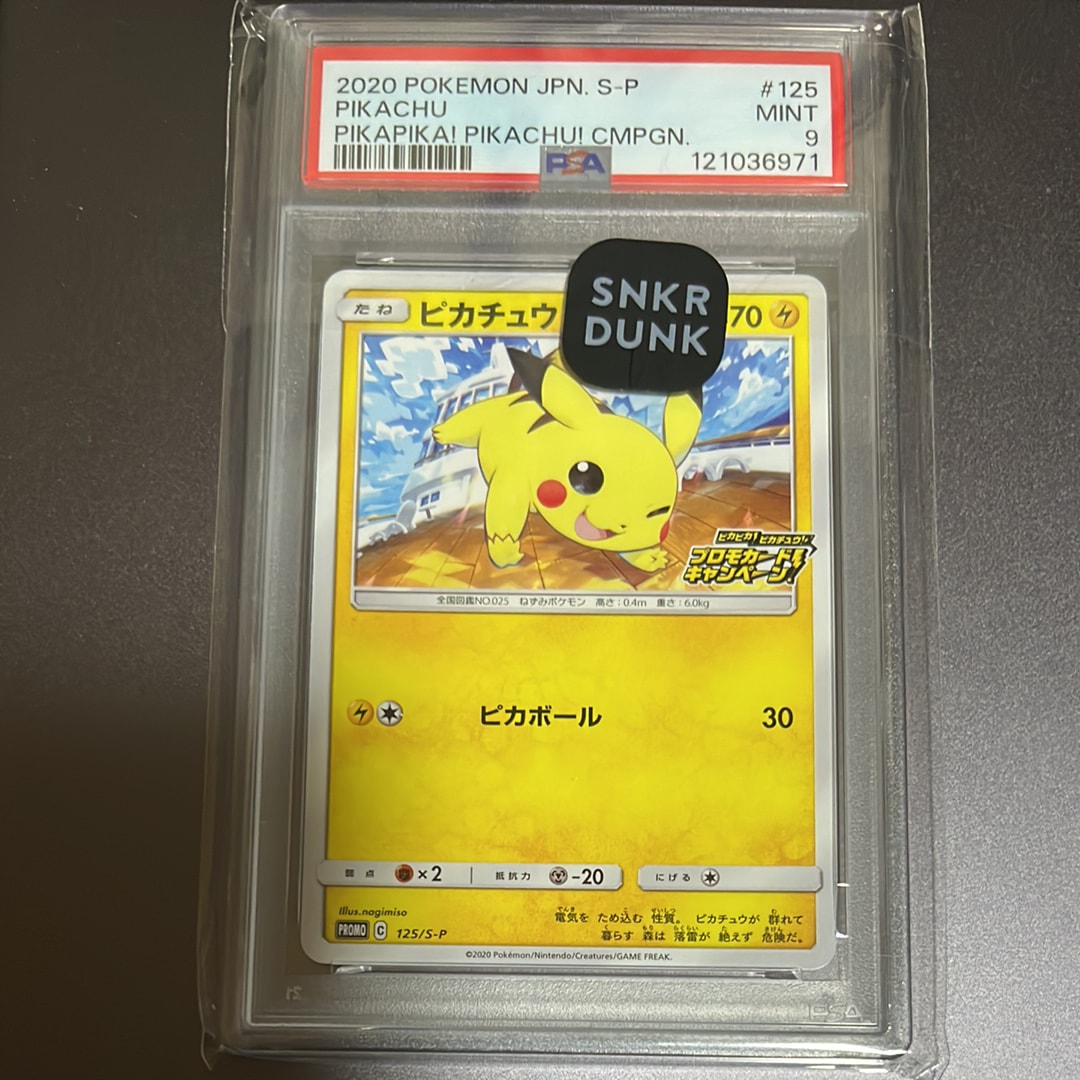 2020 POKEMON JPN. S-P #125
PIKACHU MINT
PIKAPIKA! PIKACHU! CMPGN. 9
PSA 121036971
SNKR
DUNK
たね ピカチュウ 70
ピカピカ! ピカチュウ!
プロモカード
キャンペーン!
全国図鑑NO.025 ねずみポケモン 高さ:0.4m 重さ:6.0kg
ピカボール 30
弱点 ×2 抵抗力 -20 にげる
Illus.nagimiso
電気を ため込む 性質。 ピカチュウが 群れて
暮らす 森は 落雷が 絶えず 危険だ。
PROMO C 125/S-P
©2020 Pokémon/Nintendo/Creatures/GAME FREAK.
PSA